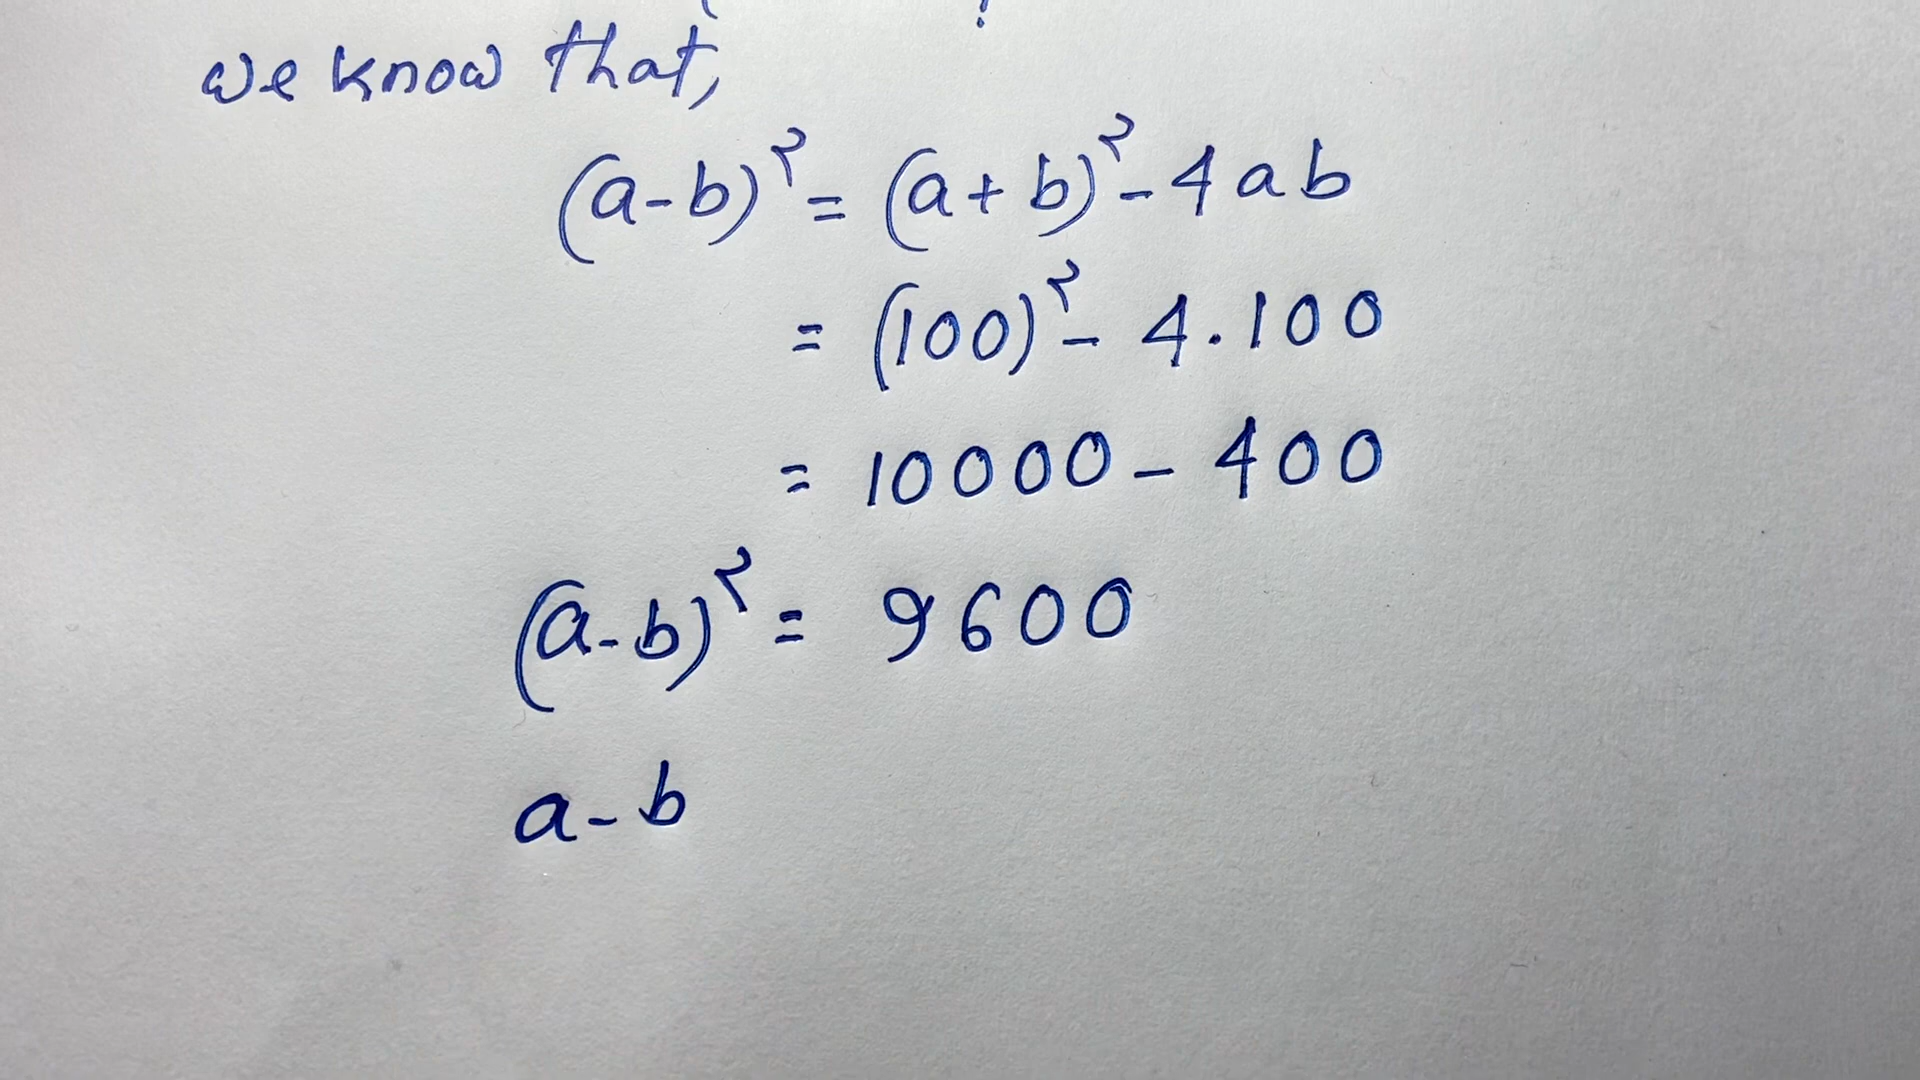 we know that,
(a-b)² = (a+b)² - 4ab
= (100)² - 4.100
= 10000 - 400
(a-b)² = 9600
a-b